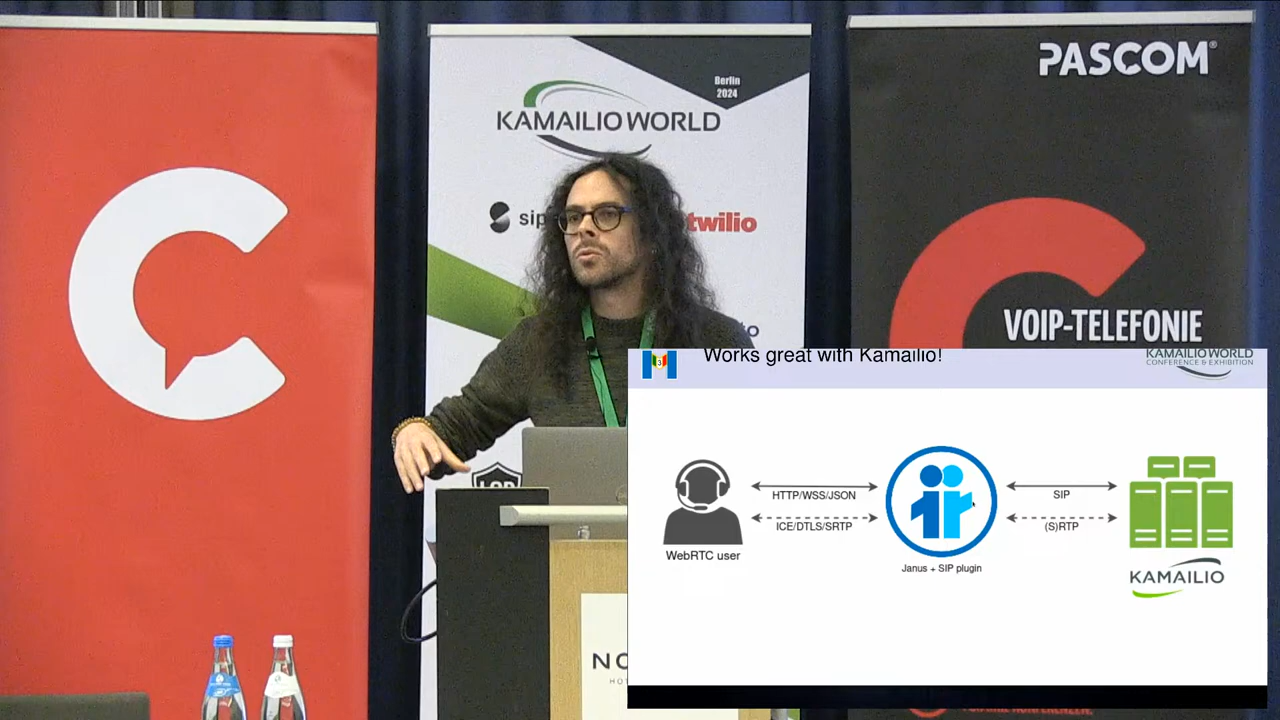 PASCOM®
Berlin
2024
KAMAILIO WORLD
sip
twilio
VOIP-TELEFONIE
Works great with Kamailio!
KAMAILIO WORLD
CONFERENCE & EXHIBITION
3
HTTP/WSS/JSON
SIP
ICE/DTLS/SRTP
(S)RTP
WebRTC user
Janus + SIP plugin
KAMAILIO